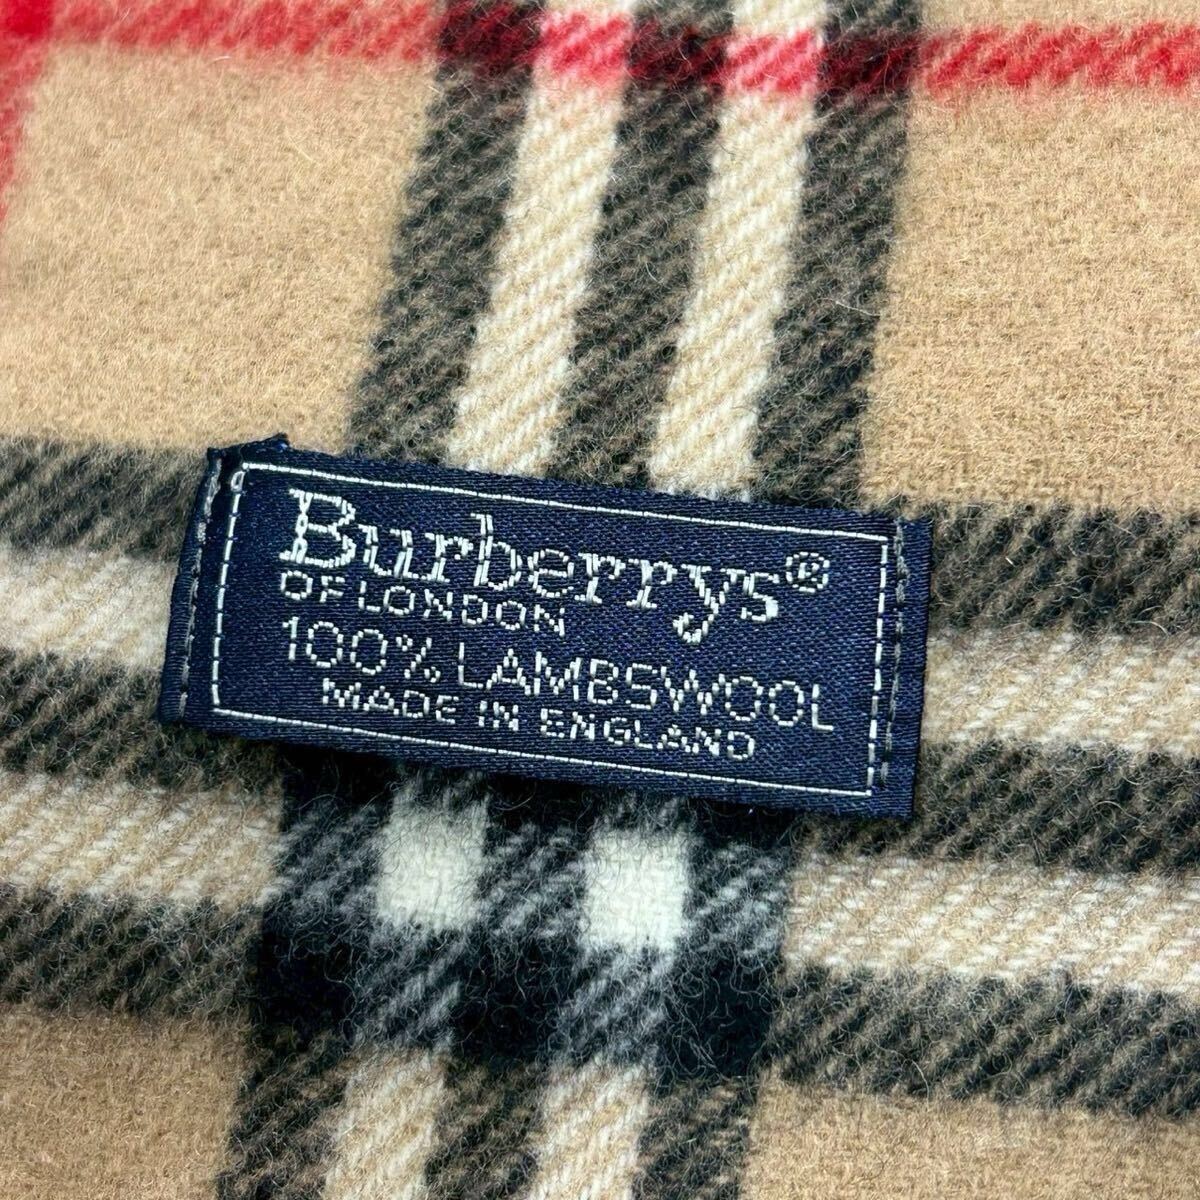 Burberrys®
OF LONDON
100% LAMBSWOOL
MADE IN ENGLAND